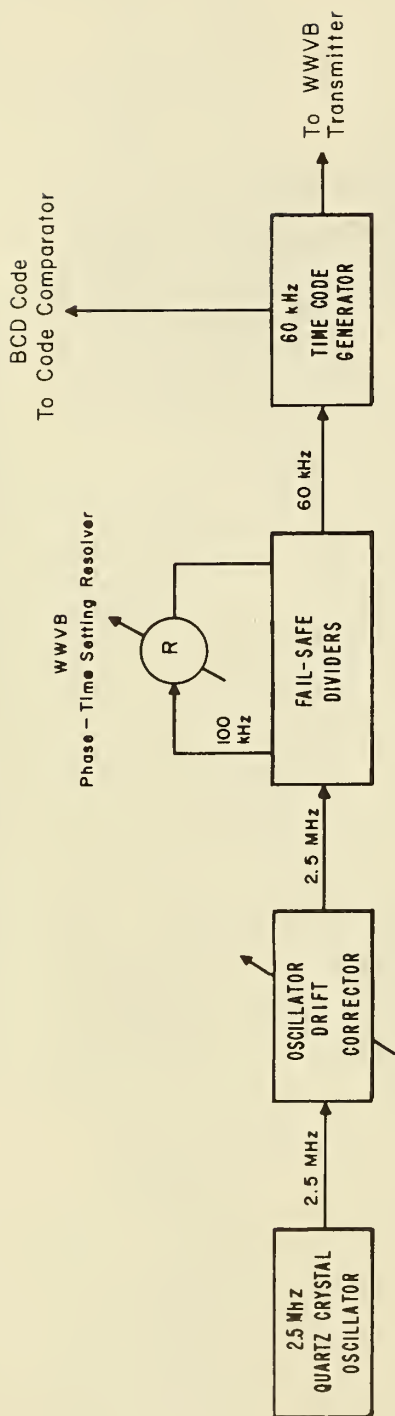 2.5 MHz
QUARTZ CRYSTAL
OSCILLATOR
2.5 MHz
OSCILLATOR
DRIFT
CORRECTOR
2.5 MHz
FAIL-SAFE
DIVIDERS
100
kHz
R
WWVB
Phase-Time Setting Resolver
60 kHz
60 kHz
TIME CODE
GENERATOR
BCD Code
To Code Comparator
To WWVB
Transmitter